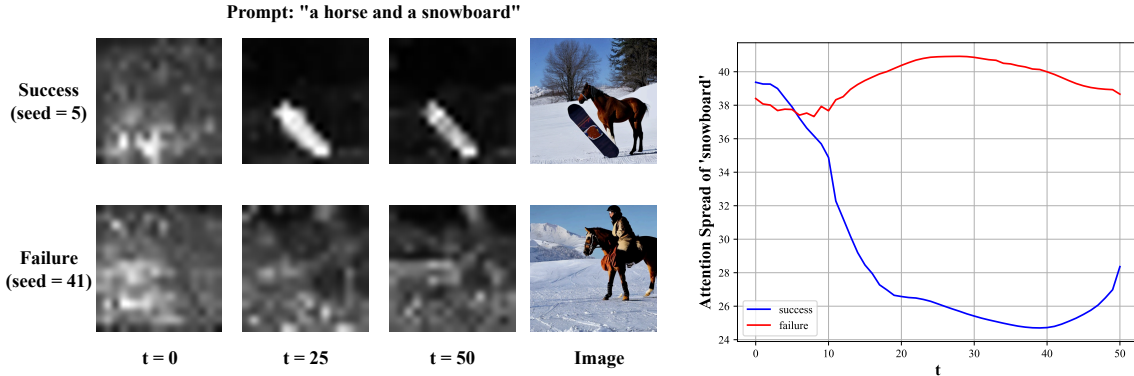 Prompt: "a horse and a snowboard"
Success
(seed = 5)
Failure
(seed = 41)
t = 0
t = 25
t = 50
Image
Attention Spread of 'snowboard'
40
38
36
34
32
30
28
26
24
success
failure
0
10
20
30
40
50
t